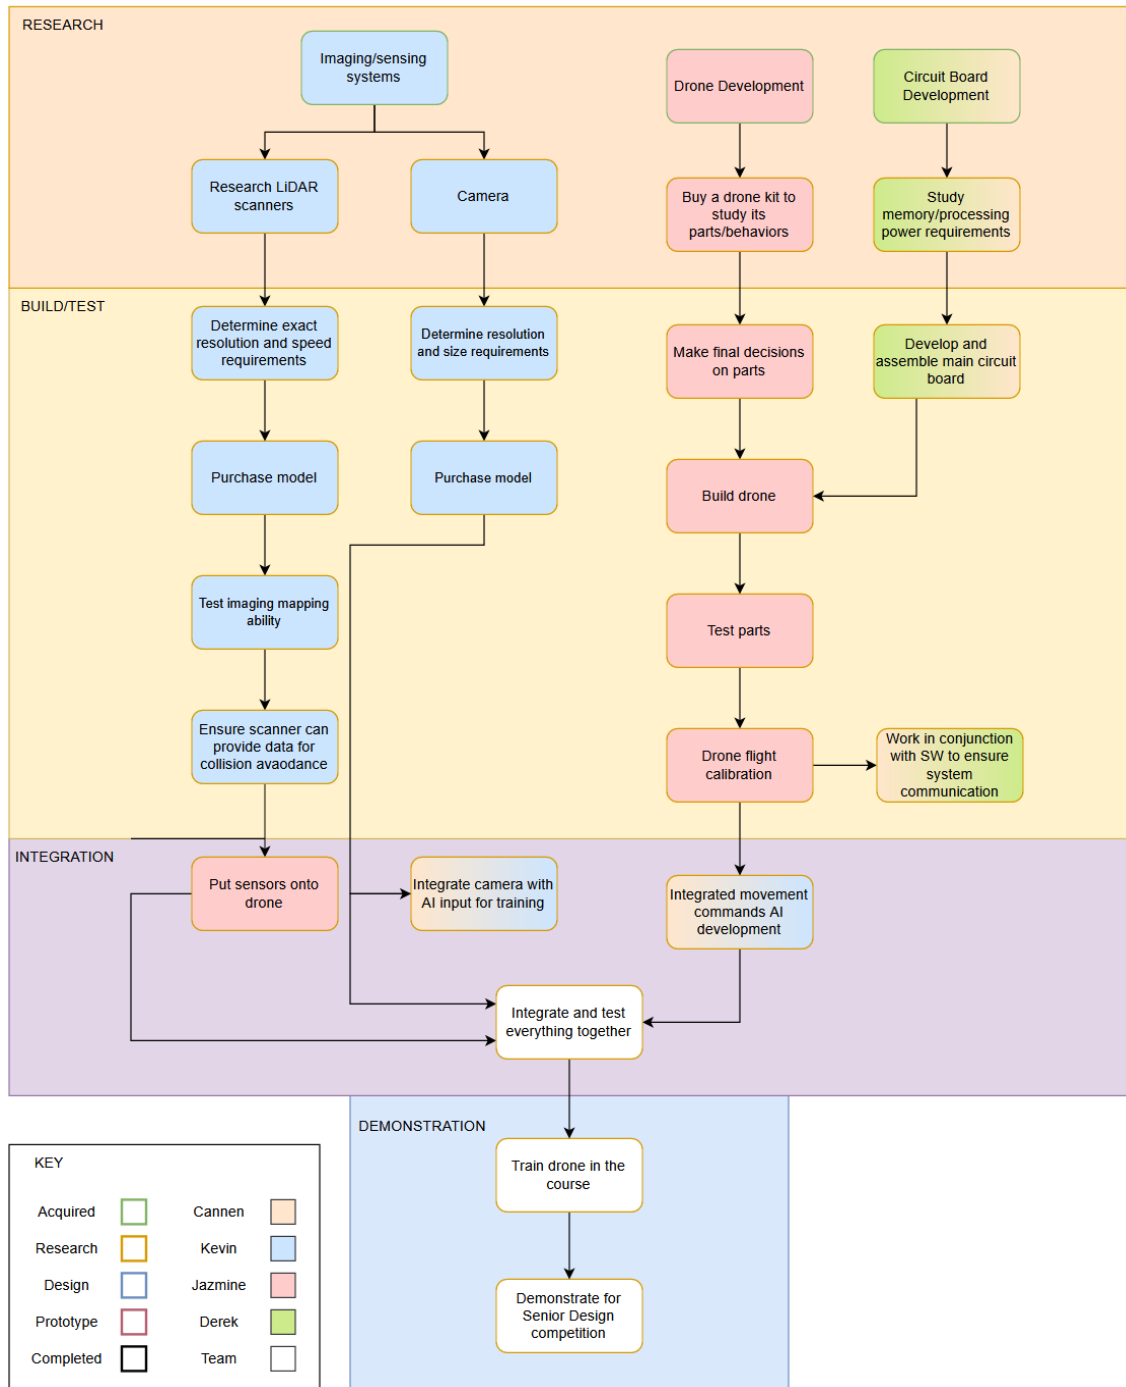 RESEARCH
Imaging/sensing
systems
Drone Development
Circuit Board
Development
Research LiDAR
scanners
Camera
Buy a drone kit to
study its
parts/behaviors
Study
memory/processing
power requirements
BUILD/TEST
Determine exact
resolution and speed
requirements
Determine resolution
and size requirements
Make final decisions
on parts
Develop and
assemble main circuit
board
Purchase model
Purchase model
Build drone
Test imaging mapping
ability
Test parts
Ensure scanner can
provide data for
collision avaodance
Drone flight
calibration
Work in conjunction
with SW to ensure
system
communication
INTEGRATION
Put sensors onto
drone
Integrate camera with
AI input for training
Integrated movement
commands AI
development
Integrate and test
everything together
DEMONSTRATION
Train drone in the
course
Demonstrate for
Senior Design
competition
KEY
Acquired
Cannen
Research
Kevin
Design
Jazmine
Prototype
Derek
Completed
Team